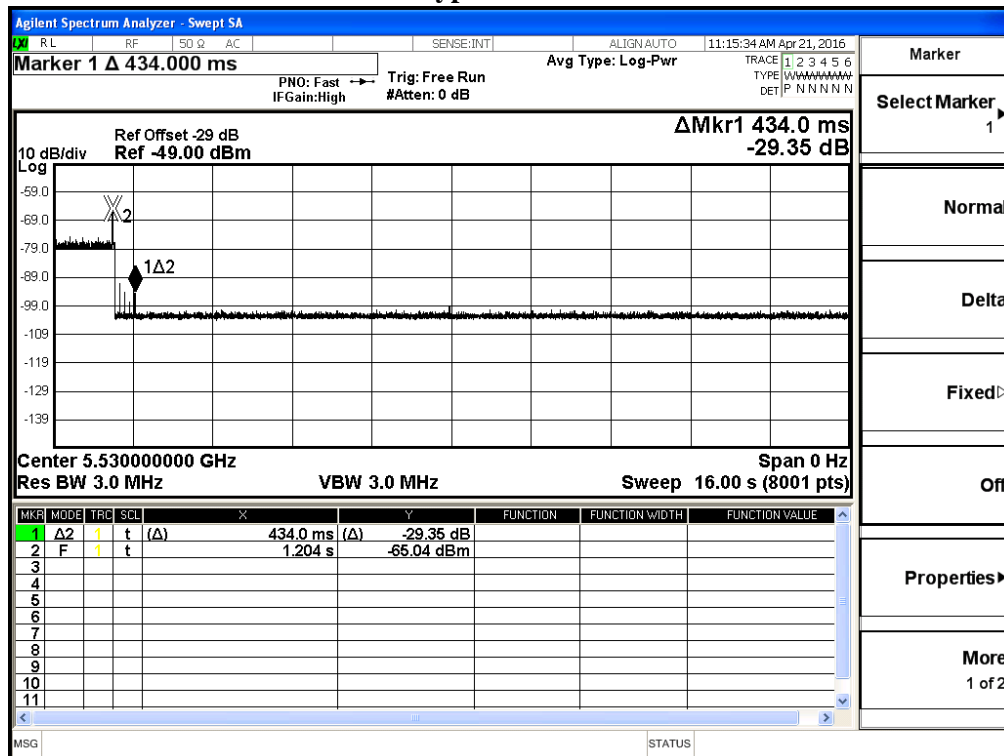 Agilent Spectrum Analyzer - Swept SA
LXI RL RF 50 Ω AC SENSE:INT ALIGN AUTO 11:15:34 AM Apr 21, 2016
Marker 1 Δ 434.000 ms
PNO: Fast
IFGain:High
Trig: Free Run
#Atten: 0 dB
Avg Type: Log-Pwr
TRACE 1 2 3 4 5 6
TYPE WWWWWW
DET P N N N N N
Marker
Select Marker
1
Normal
Delta
Fixed
Off
Properties
More
1 of 2
ΔMkr1 434.0 ms
-29.35 dB
Ref Offset -29 dB
10 dB/div Ref -49.00 dBm
Log
-59.0
-69.0
-79.0
-89.0
-99.0
-109
-119
-129
-139
2
1Δ2
Center 5.530000000 GHz Span 0 Hz
Res BW 3.0 MHz VBW 3.0 MHz Sweep 16.00 s (8001 pts)
MKR MODE TRC SCL X Y FUNCTION FUNCTION WIDTH FUNCTION VALUE
1 Δ2 1 t (Δ) 434.0 ms (Δ) -29.35 dB
2 F 1 t 1.204 s -65.04 dBm
3
4
5
6
7
8
9
10
11
MSG STATUS